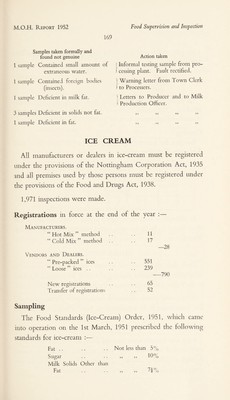 M.O.H. REPORT 1952 Food Supervision and Inspection
169
Samples taken formally and
found not genuine Action taken
1 sample Contained small amount of Informal testing sample from pro-
extraneous water. cessing plant. Fault rectified.
1 sample Contained foreign bodies Warning letter from Town Clerk
(insects). to Processers.
1 sample Deficient in milk fat. Letters to Producer and to Milk
Production Officer.
3 samples Deficient in solids not fat. „ „ „ „
1 sample Deficient in fat. „ „ „ „
ICE CREAM
All manufacturers or dealers in ice-cream must be registered
under the provisions of the Nottingham Corporation Act, 1935
and all premises used by those persons must be registered under
the provisions of the Food and Drugs Act, 1938.
1,971 inspections were made.
Registrations in force at the end of the year :—
MANUFACTURERS.
" Hot Mix " method .. .. 11
" Cold Mix " method .. .. 17
—28
VENDORS AND DEALERS.
" Pre-packed " ices .. .. 551
" Loose " ices .. .. .. 239
—790
New registrations .. .. 65
Transfer of registrations .. 52
Sampling
The Food Standards (Ice-Cream) Order, 1951, which came
into operation on the 1st March, 1951 prescribed the following
standards for ice-cream :—
Fat .. .. .. Not less than 5%
Sugar .. .. „ „ 10%
Milk Solids Other than
Fat .. .. „ „ 7½%